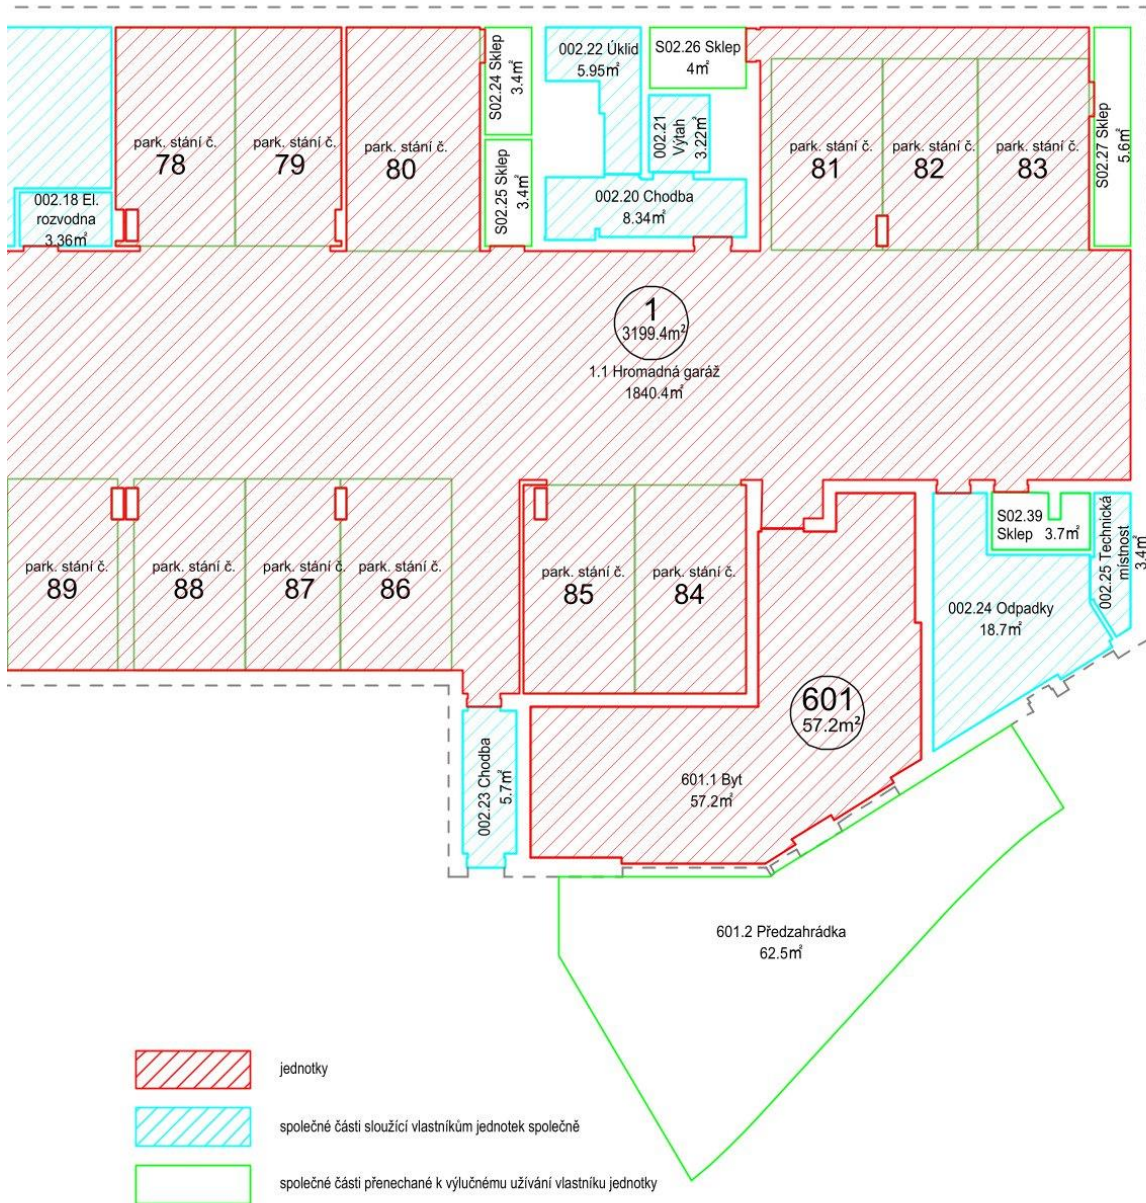 002.22 Úklid
5.95m²
S02.26 Sklep
4m²
S02.24 Sklep
3.4m²
002.21
Výtah
3.22m²
park. stání č.
78
park. stání č.
79
park. stání č.
80
park. stání č.
81
park. stání č.
82
park. stání č.
83
S02.27 Sklep
5.6m²
S02.25 Sklep
3.4m²
002.18 El.
rozvodna
3.36m²
002.20 Chodba
8.34m²
1
3199.4m²
1.1 Hromadná garáž
1840.4m²
S02.39
Sklep 3.7m²
002.25 Technická
místnost
3.4m²
park. stání č.
89
park. stání č.
88
park. stání č.
87
park. stání č.
86
park. stání č.
85
park. stání č.
84
002.24 Odpadky
18.7m²
601
57.2m²
002.23 Chodba
5.7m²
601.1 Byt
57.2m²
601.2 Předzahrádka
62.5m²
jednotky
společné části sloužící vlastníkům jednotek společně
společné části přenechané k výlučnému užívání vlastníku jednotky